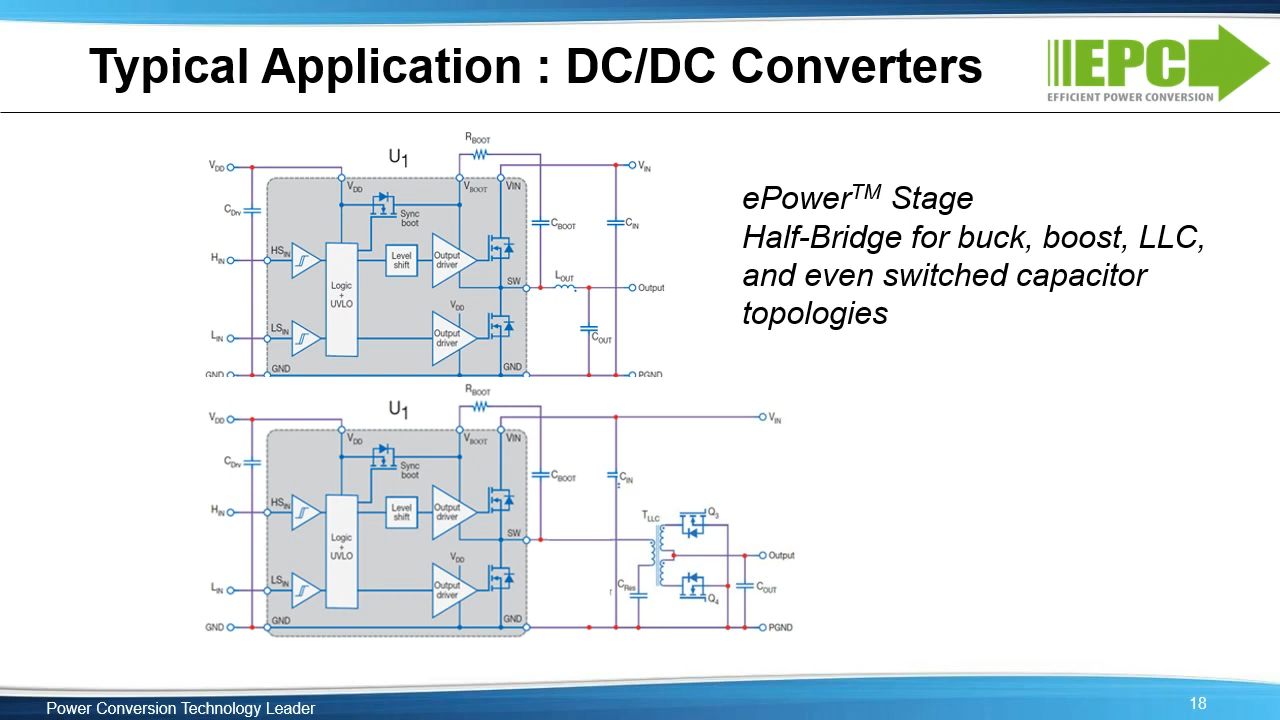 Typical Application : DC/DC Converters
EPC
EFFICIENT POWER CONVERSION
ePower™ Stage
Half-Bridge for buck, boost, LLC,
and even switched capacitor
topologies
U1
RBOOT
VDD
VIN
VDD
VBOOT
VIN
CDrv
Sync
boot
CBOOT
CIN
HIN
HSIN
Level
shift
Output
driver
Logic
+
UVLO
SW
LOUT
Output
VDD
LIN
LSIN
Output
driver
COUT
GND
GND
GND
PGND
U1
RBOOT
VDD
VIN
VDD
VBOOT
VIN
CDrv
Sync
boot
CBOOT
CIN
HIN
HSIN
Level
shift
Output
driver
TLLC
Q3
Logic
+
UVLO
SW
Output
VDD
LIN
LSIN
Output
driver
CRes
Q4
COUT
GND
GND
GND
PGND
Power Conversion Technology Leader
18